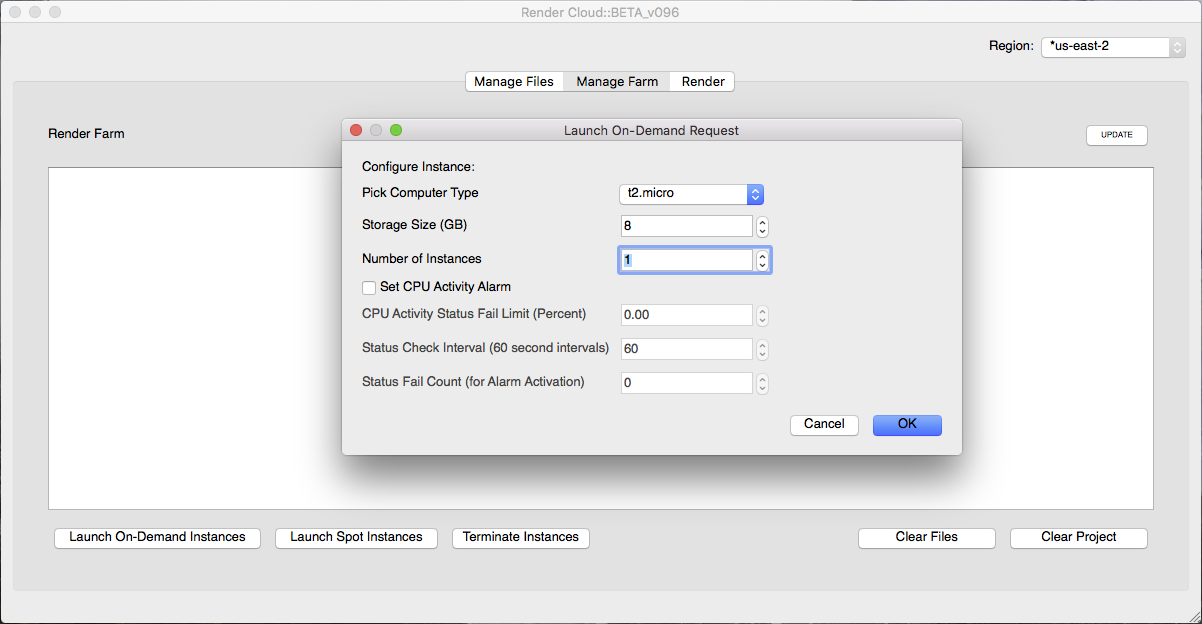 Render Cloud::BETA_v096
Region: *us-east-2
Manage Files Manage Farm Render
Render Farm UPDATE
Launch On-Demand Request
Configure Instance:
Pick Computer Type t2.micro
Storage Size (GB) 8
Number of Instances 1
Set CPU Activity Alarm
CPU Activity Status Fail Limit (Percent) 0.00
Status Check Interval (60 second intervals) 60
Status Fail Count (for Alarm Activation) 0
Cancel OK
Launch On-Demand Instances Launch Spot Instances Terminate Instances Clear Files Clear Project